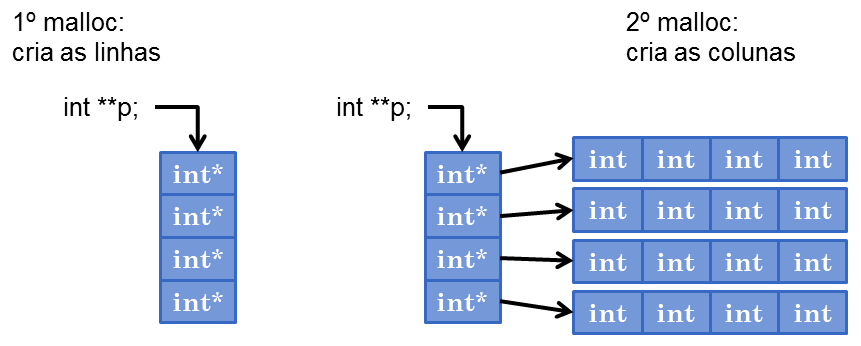 1º malloc:
cria as linhas
int **p;
int*
int*
int*
int*
2º malloc:
cria as colunas
int **p;
int* int int int int
int* int int int int
int* int int int int
int* int int int int